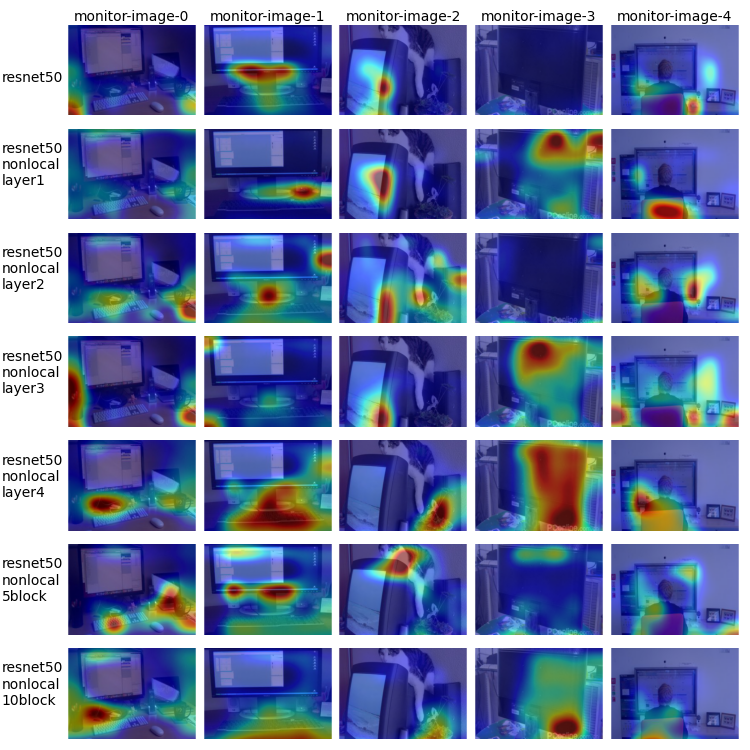 monitor-image-0 monitor-image-1 monitor-image-2 monitor-image-3 monitor-image-4
resnet50
resnet50
nonlocal
layer1
resnet50
nonlocal
layer2
resnet50
nonlocal
layer3
resnet50
nonlocal
layer4
resnet50
nonlocal
5block
resnet50
nonlocal
10block